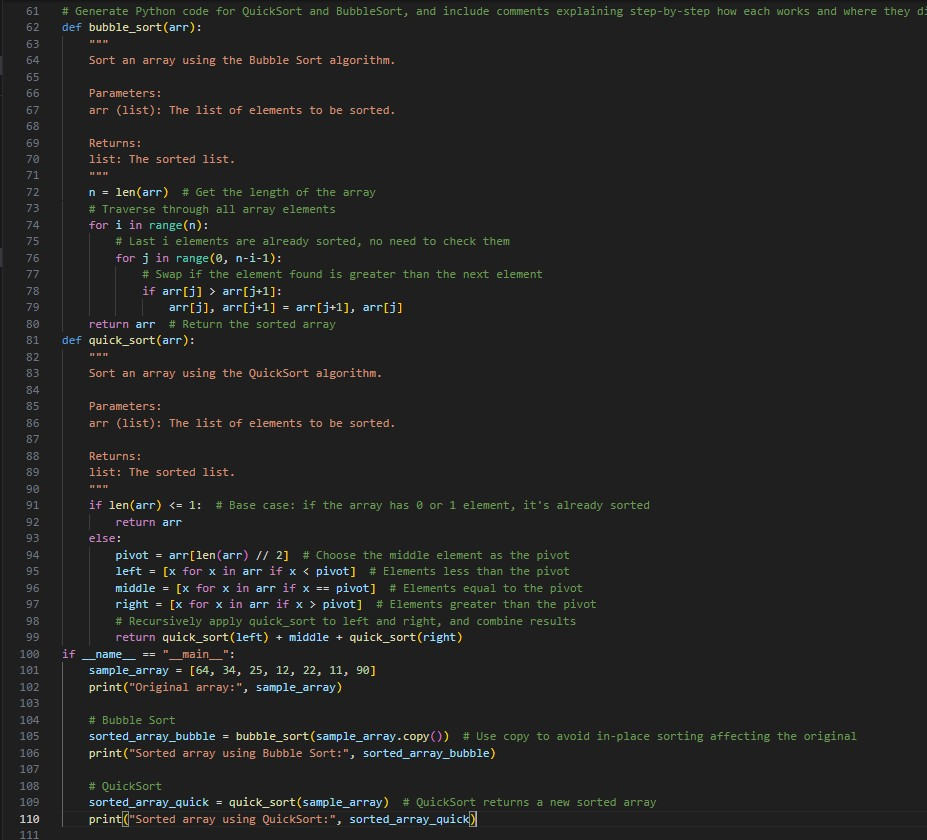 61 # Generate Python code for QuickSort and BubbleSort, and include comments explaining step-by-step how each works and where they
62 def bubble_sort(arr):
63     """
64     Sort an array using the Bubble Sort algorithm.
65
66     Parameters:
67     arr (list): The list of elements to be sorted.
68
69     Returns:
70     list: The sorted list.
71     """
72     n = len(arr)  # Get the length of the array
73     # Traverse through all array elements
74     for i in range(n):
75         # Last i elements are already sorted, no need to check them
76         for j in range(0, n-i-1):
77             # Swap if the element found is greater than the next element
78             if arr[j] > arr[j+1]:
79                 arr[j], arr[j+1] = arr[j+1], arr[j]
80     return arr  # Return the sorted array
81 def quick_sort(arr):
82     """
83     Sort an array using the QuickSort algorithm.
84
85     Parameters:
86     arr (list): The list of elements to be sorted.
87
88     Returns:
89     list: The sorted list.
90     """
91     if len(arr) <= 1:  # Base case: if the array has 0 or 1 element, it's already sorted
92         return arr
93     else:
94         pivot = arr[len(arr) // 2]  # Choose the middle element as the pivot
95         left = [x for x in arr if x < pivot]  # Elements less than the pivot
96         middle = [x for x in arr if x == pivot]  # Elements equal to the pivot
97         right = [x for x in arr if x > pivot]  # Elements greater than the pivot
98         # Recursively apply quick_sort to left and right, and combine results
99         return quick_sort(left) + middle + quick_sort(right)
100 if __name__ == "__main__":
101     sample_array = [64, 34, 25, 12, 22, 11, 90]
102     print("Original array:", sample_array)
103
104     # Bubble Sort
105     sorted_array_bubble = bubble_sort(sample_array.copy())  # Use copy to avoid in-place sorting affecting the original
106     print("Sorted array using Bubble Sort:", sorted_array_bubble)
107
108     # QuickSort
109     sorted_array_quick = quick_sort(sample_array)  # QuickSort returns a new sorted array
110     print("Sorted array using QuickSort:", sorted_array_quick)
111